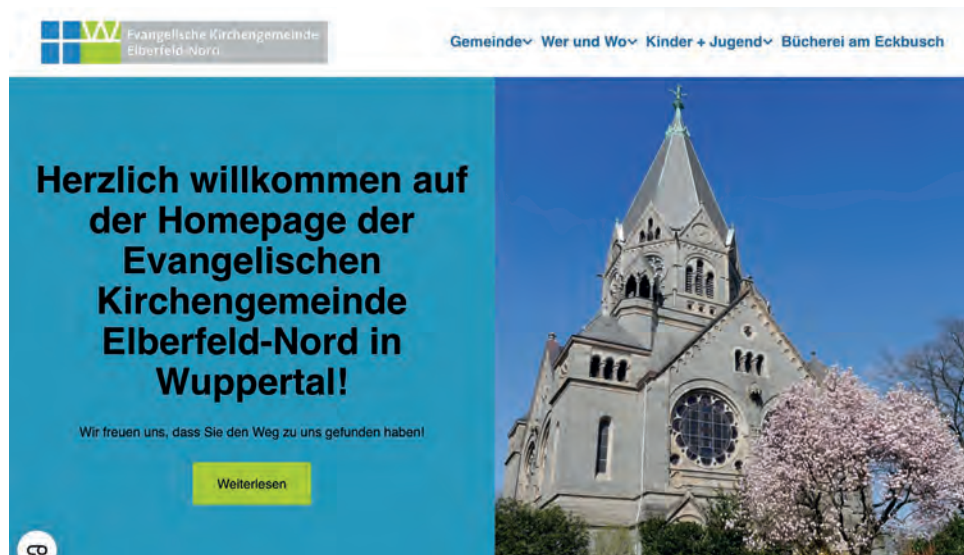 W Evangelische Kirchengemeinde
Elberfeld-Nord
Gemeinde Wer und Wo Kinder + Jugend Bücherei am Eckbusch
Herzlich willkommen auf
der Homepage der
Evangelischen
Kirchengemeinde
Elberfeld-Nord in
Wuppertal!
Wir freuen uns, dass Sie den Weg zu uns gefunden haben!
Weiterlesen